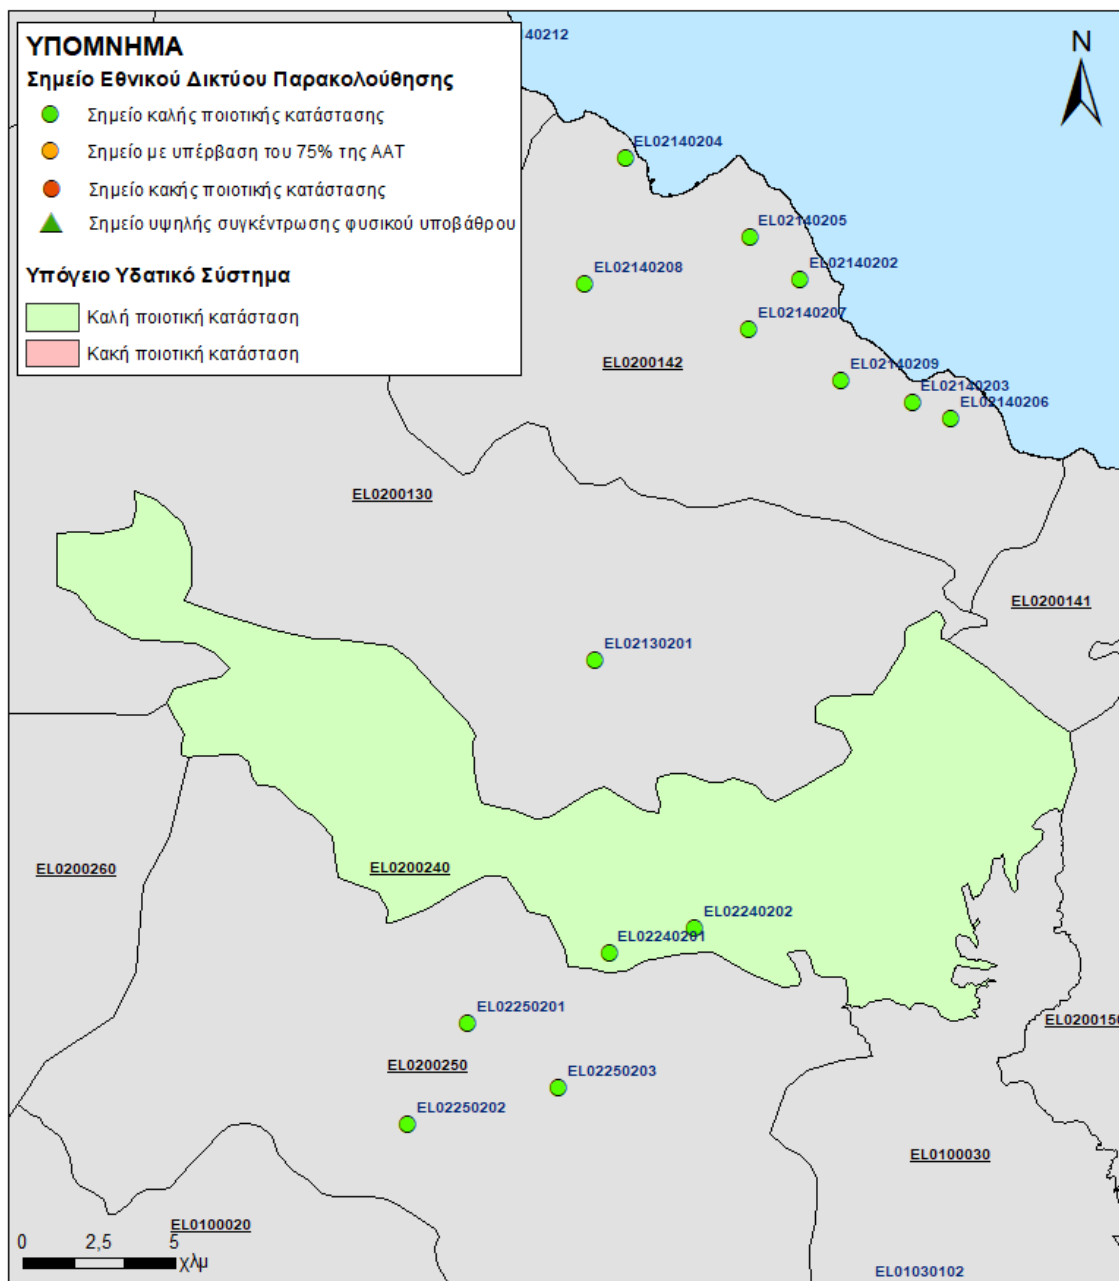 ΥΠΟΜΝΗΜΑ
Σημείο Εθνικού Δικτύου Παρακολούθησης
Σημείο καλής ποιοτικής κατάστασης
Σημείο με υπέρβαση του 75% της ΑΑΤ
Σημείο κακής ποιοτικής κατάστασης
Σημείο υψηλής συγκέντρωσης φυσικού υποβάθρου
Υπόγειο Υδατικό Σύστημα
Καλή ποιοτική κατάσταση
Κακή ποιοτική κατάσταση
40212
N
EL02140204
EL02140205
EL02140202
EL02140208
EL02140207
EL0200142
EL02140209
EL02140203
EL02140206
EL0200130
EL0200141
EL02130201
EL0200260
EL0200240
EL02240202
EL02240201
EL02250201
EL0200150
EL0200250
EL02250203
EL02250202
EL0100030
EL0100020
0 2,5 5
χλμ
EL01030102